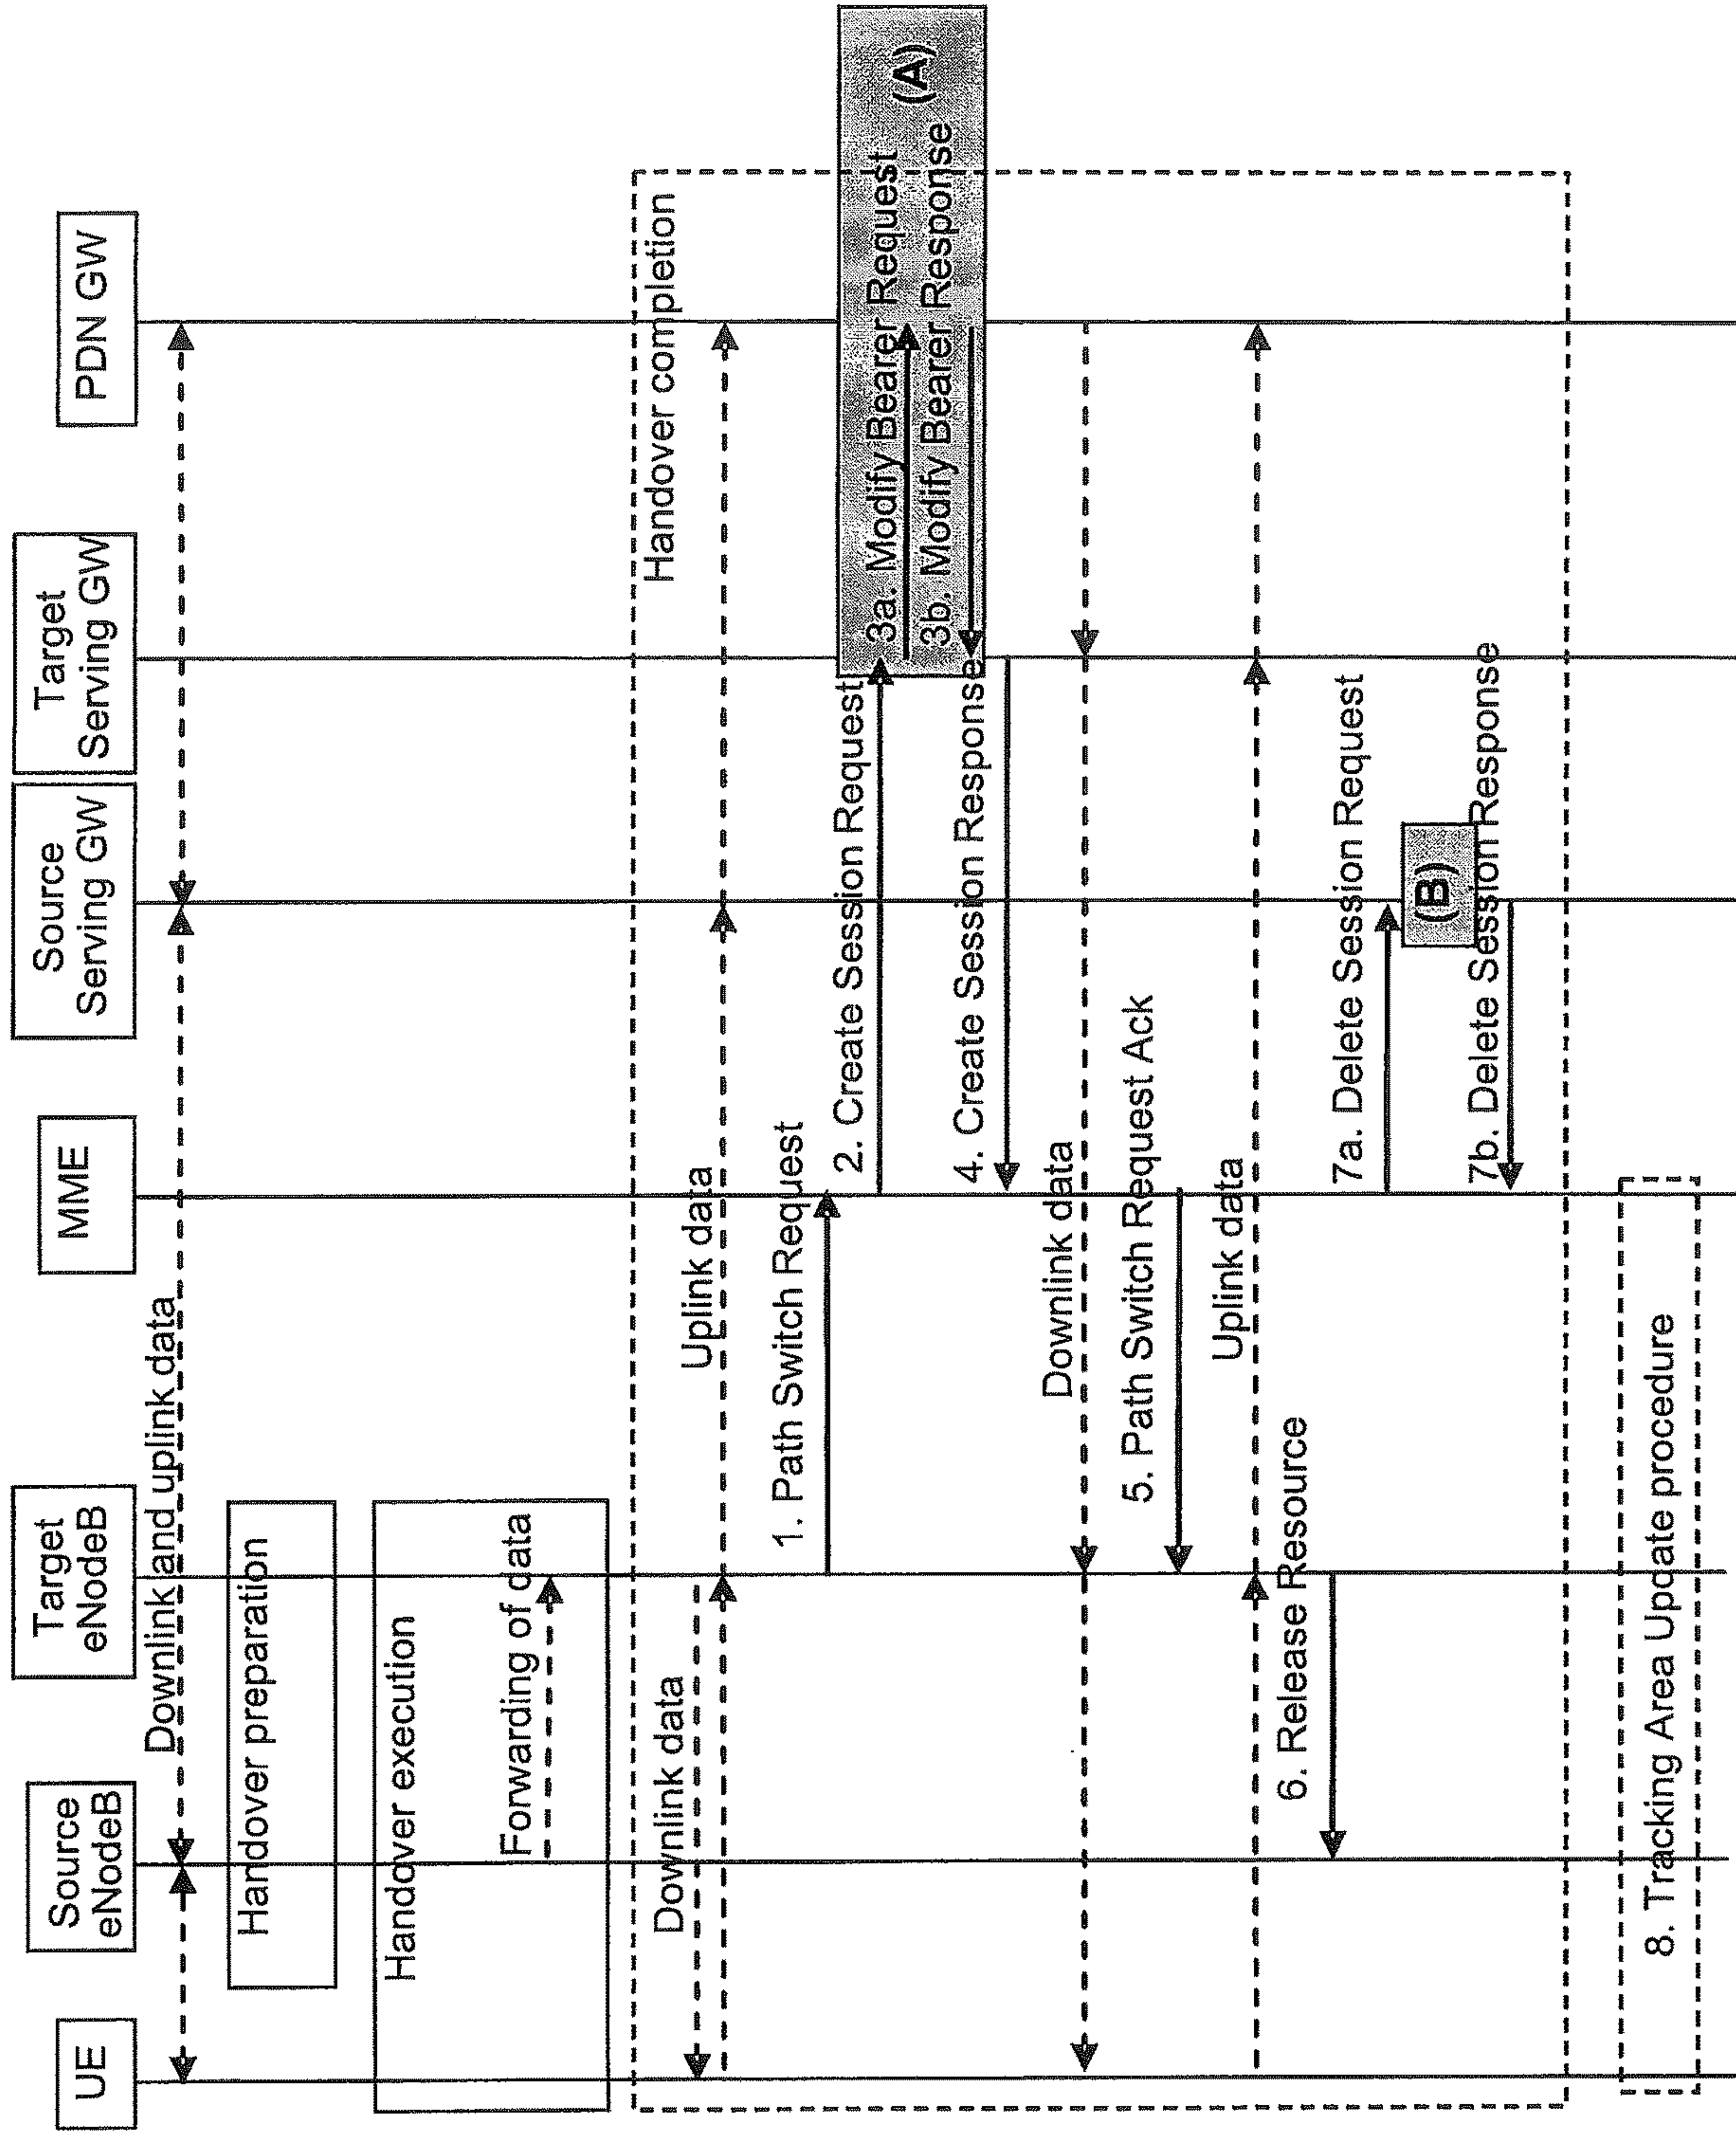 UE
Source
eNodeB
Target
eNodeB
MME
Source
Serving GW
Target
Serving GW
PDN GW
Downlink and uplink data
Handover preparation
Handover execution
Forwarding of data
Handover completion
Downlink data
Uplink data
1. Path Switch Request
2. Create Session Request
3a. Modify Bearer Request
(A)
3b. Modify Bearer Response
4. Create Session Response
Downlink data
5. Path Switch Request Ack
Uplink data
6. Release Resource
7a. Delete Session Request
(B)
7b. Delete Session Response
8. Tracking Area Update procedure